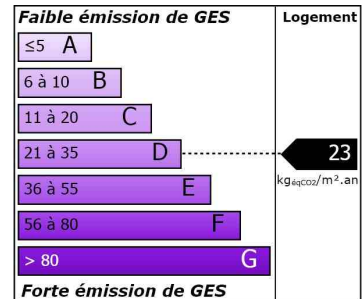 Faible émission de GES
Logement
≤5 A
6 à 10 B
11 à 20 C
21 à 35 D
23
kgéqCO2/m².an
36 à 55 E
56 à 80 F
> 80 G
Forte émission de GES